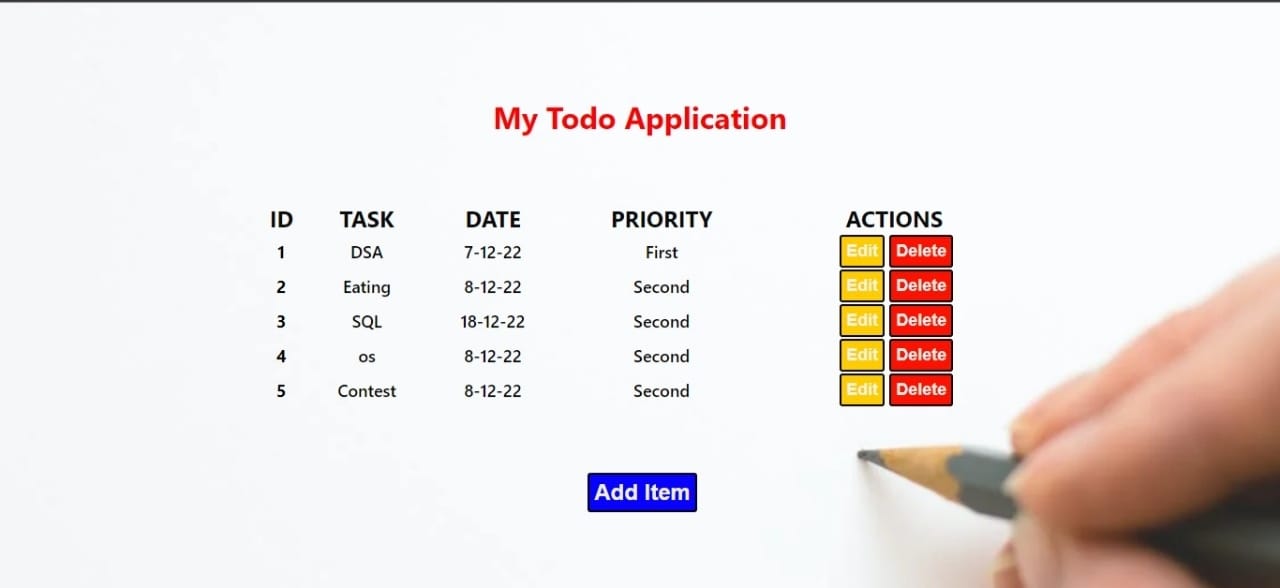 My Todo Application
ID TASK DATE PRIORITY ACTIONS
1 DSA 7-12-22 First Edit Delete
2 Eating 8-12-22 Second Edit Delete
3 SQL 18-12-22 Second Edit Delete
4 os 8-12-22 Second Edit Delete
5 Contest 8-12-22 Second Edit Delete
Add Item